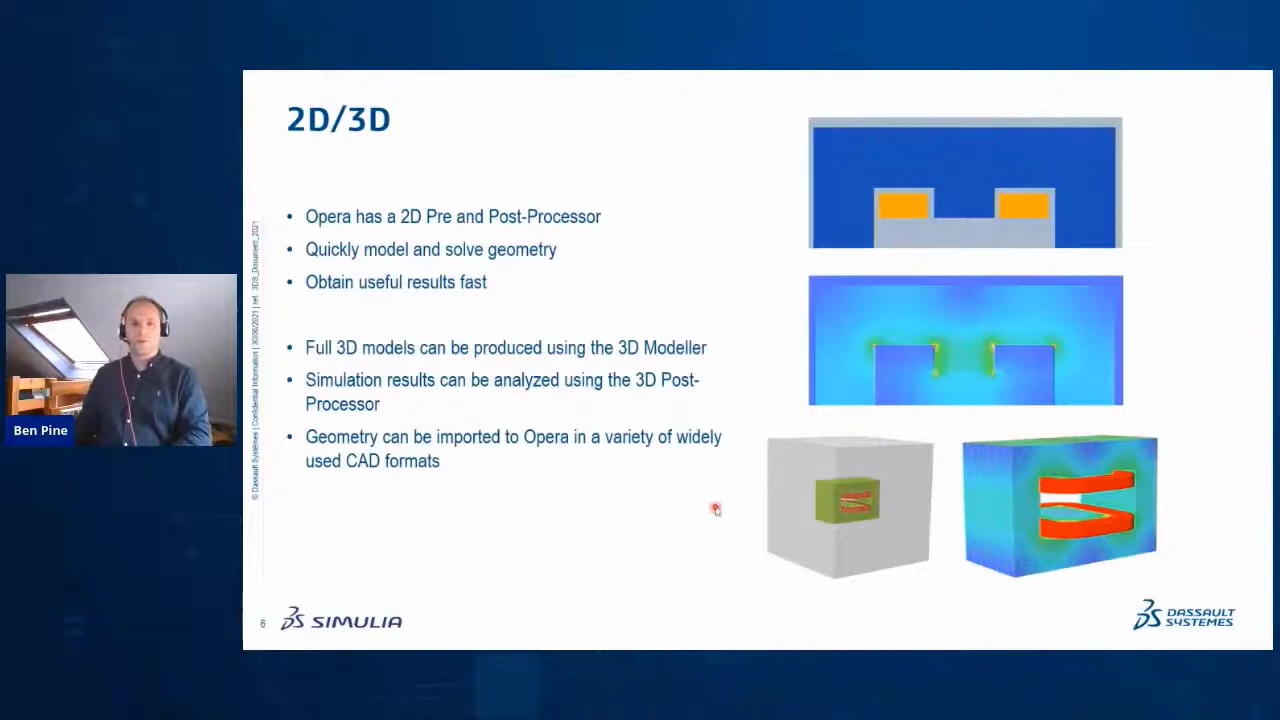 2D/3D
• Opera has a 2D Pre and Post-Processor
• Quickly model and solve geometry
• Obtain useful results fast
• Full 3D models can be produced using the 3D Modeller
• Simulation results can be analyzed using the 3D Post-
Processor
• Geometry can be imported to Opera in a variety of widely
used CAD formats
© Dassault Systèmes | Confidential Information | 30/06/2021 | ref.: 3DS_Document_2021
Ben Pine
6
SIMULIA
DASSAULT
SYSTEMES